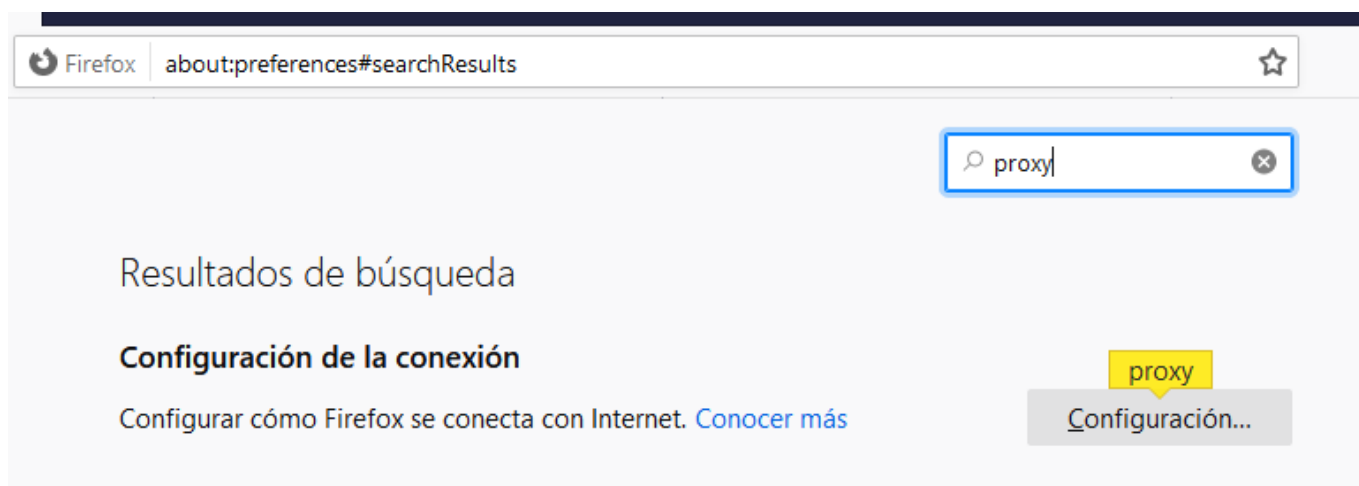 Firefox about:preferences#searchResults
proxy
Resultados de búsqueda
Configuración de la conexión
proxy
Configurar cómo Firefox se conecta con Internet. Conocer más
Configuración...